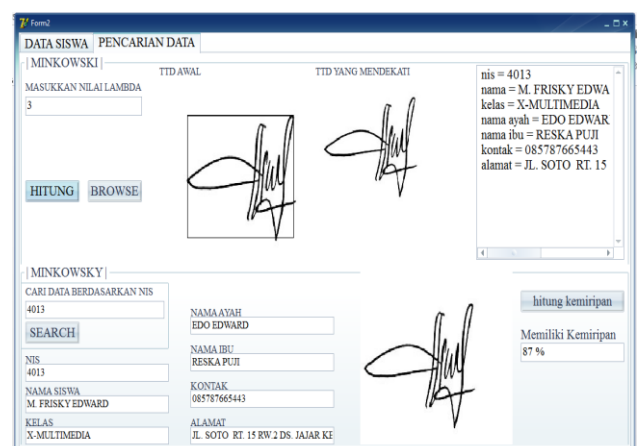 Form2
DATA SISWA PENCARIAN DATA
|MINKOWSKI|
MASUKKAN NILAI LAMBDA
3
HITUNG BROWSE
TTD AWAL
TTD YANG MENDEKATI
nis = 4013
nama = M. FRISKY EDWA
kelas = X-MULTIMEDIA
nama ayah = EDO EDWAR
nama ibu = RESKA PUJI
kontak = 085787665443
alamat = JL. SOTO RT. 15
|MINKOWSKY|
CARI DATA BERDASARKAN NIS
4013
SEARCH
NIS
4013
NAMA SISWA
M. FRISKY EDWARD
KELAS
X-MULTIMEDIA
NAMA AYAH
EDO EDWARD
NAMA IBU
RESKA PUJI
KONTAK
085787665443
ALAMAT
JL. SOTO RT. 15 RW.2 DS. JAJAR KE
hitung kemiripan
Memiliki Kemiripan
87 %